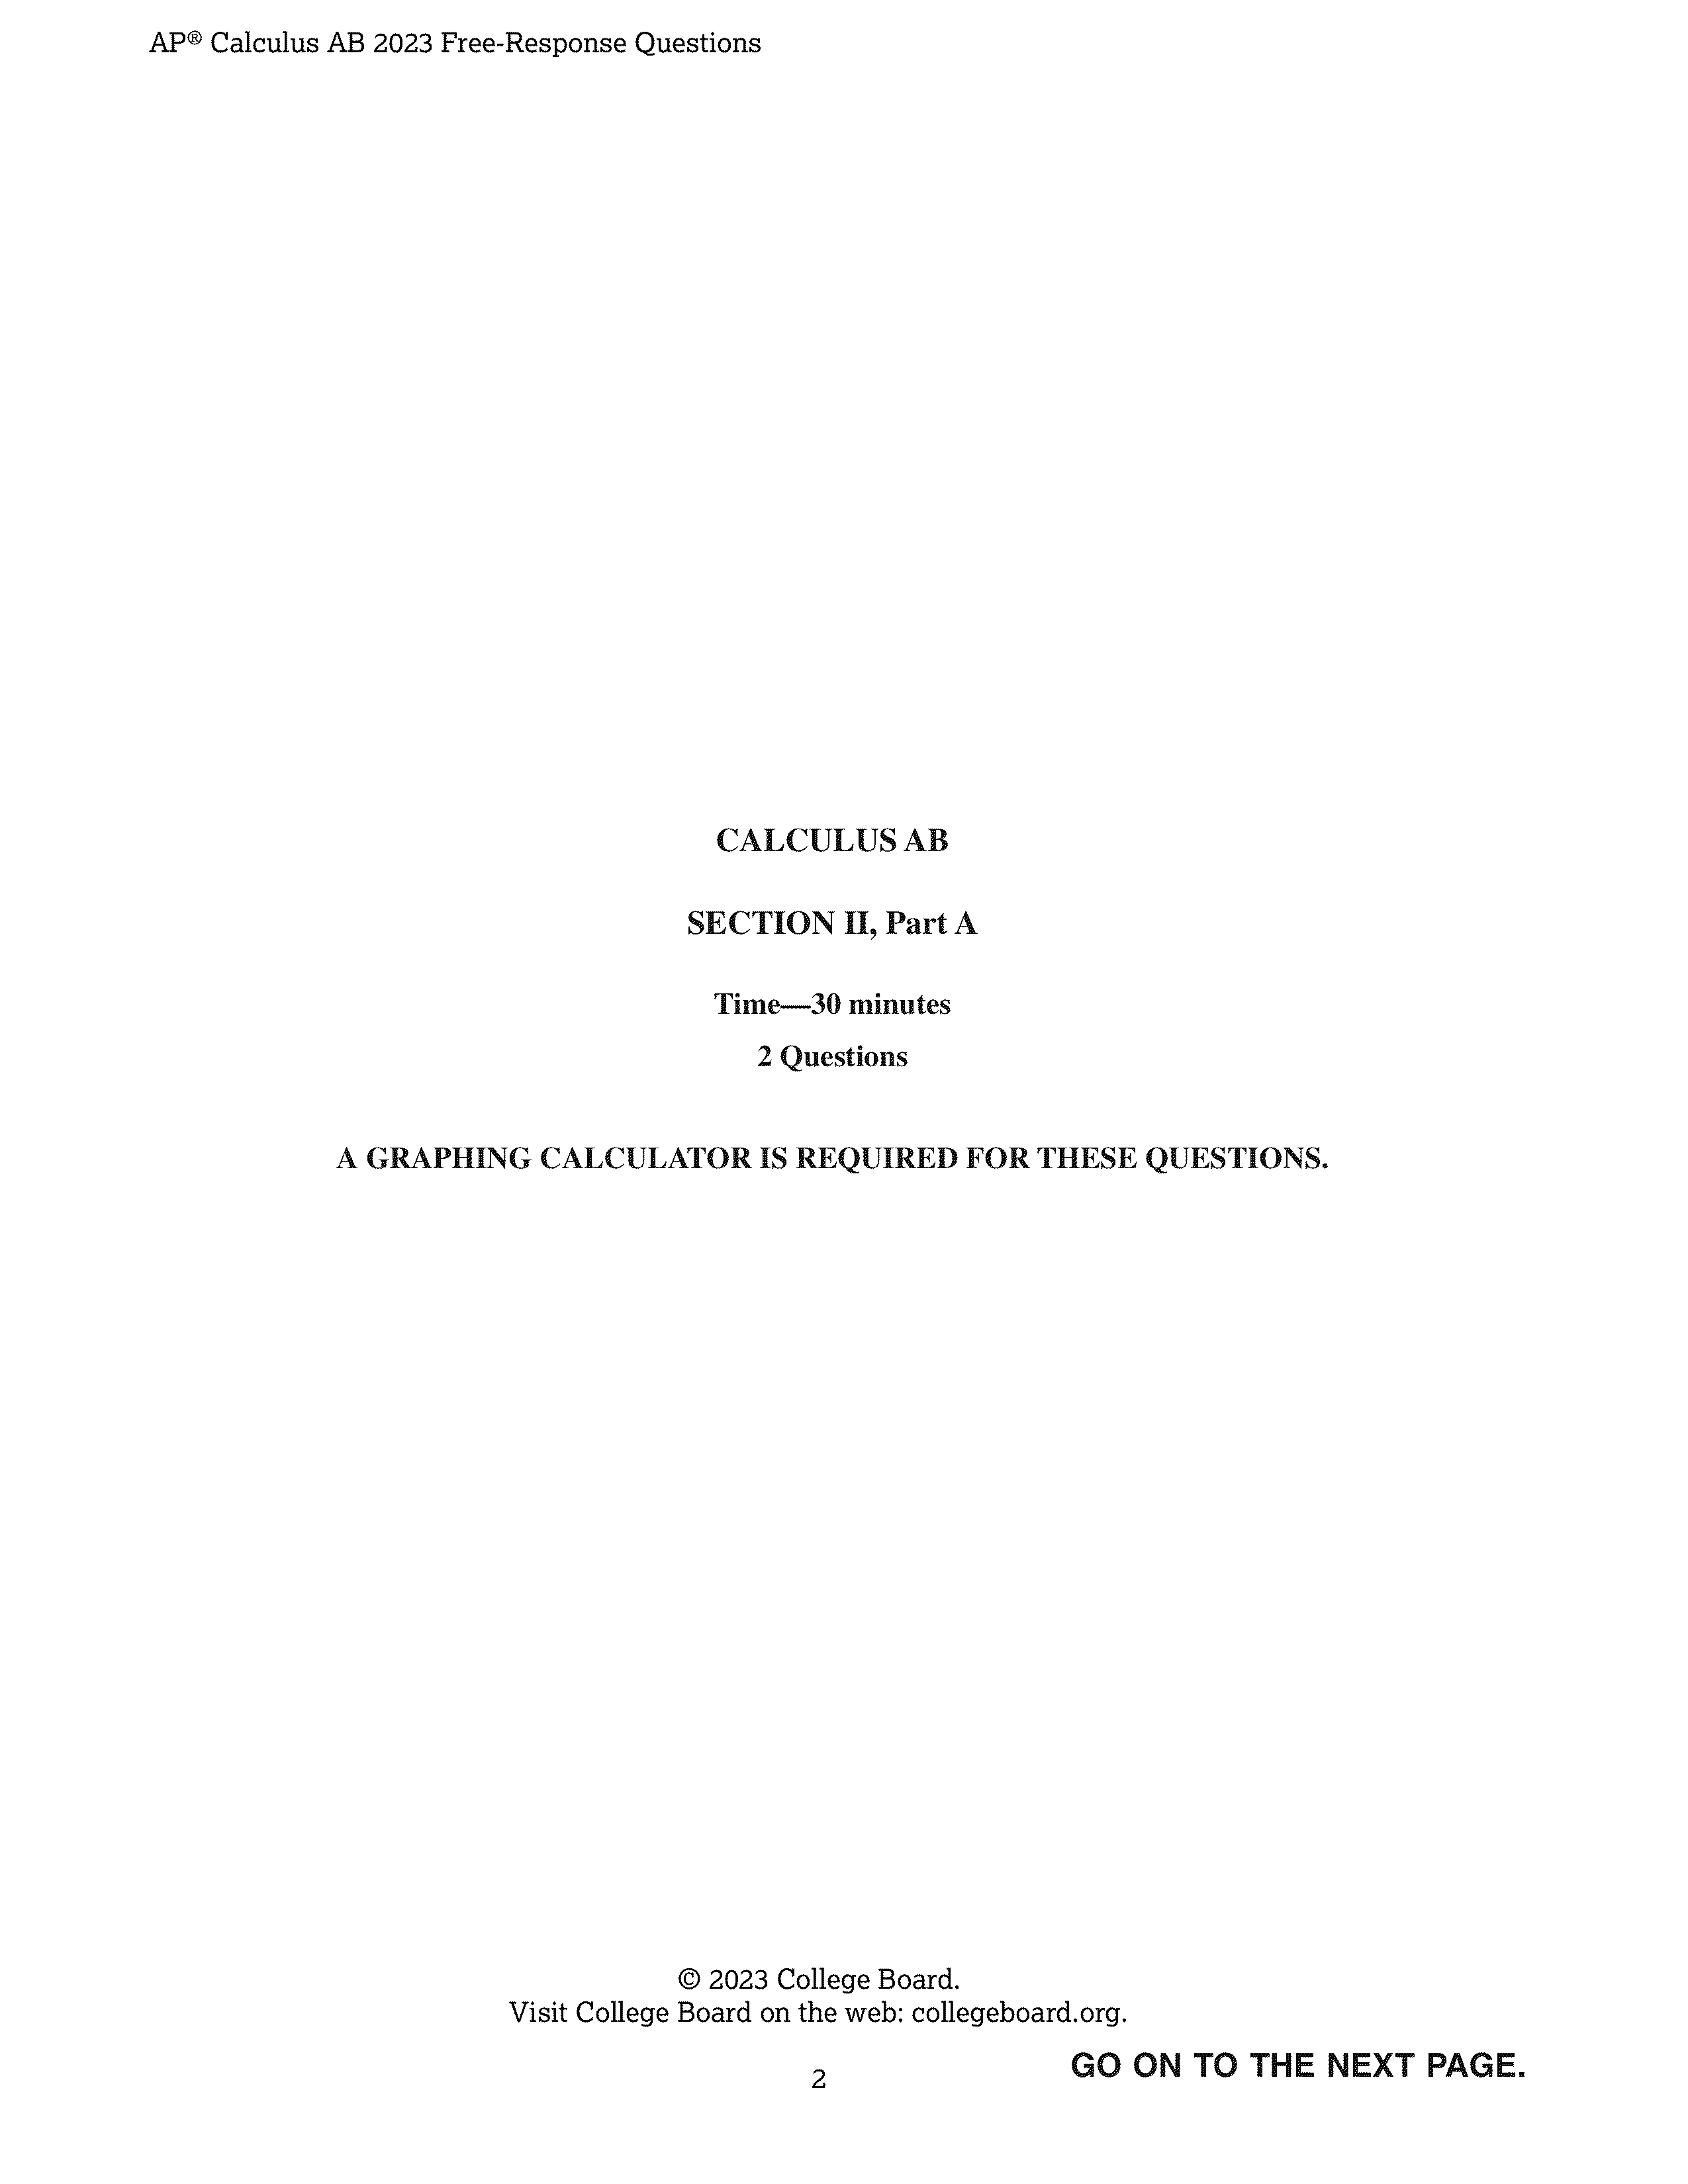 AP® Calculus AB 2023 Free-Response Questions
CALCULUS AB
SECTION II, Part A
Time—30 minutes
2 Questions
A GRAPHING CALCULATOR IS REQUIRED FOR THESE QUESTIONS.
© 2023 College Board.
Visit College Board on the web: collegeboard.org.
GO ON TO THE NEXT PAGE.
2